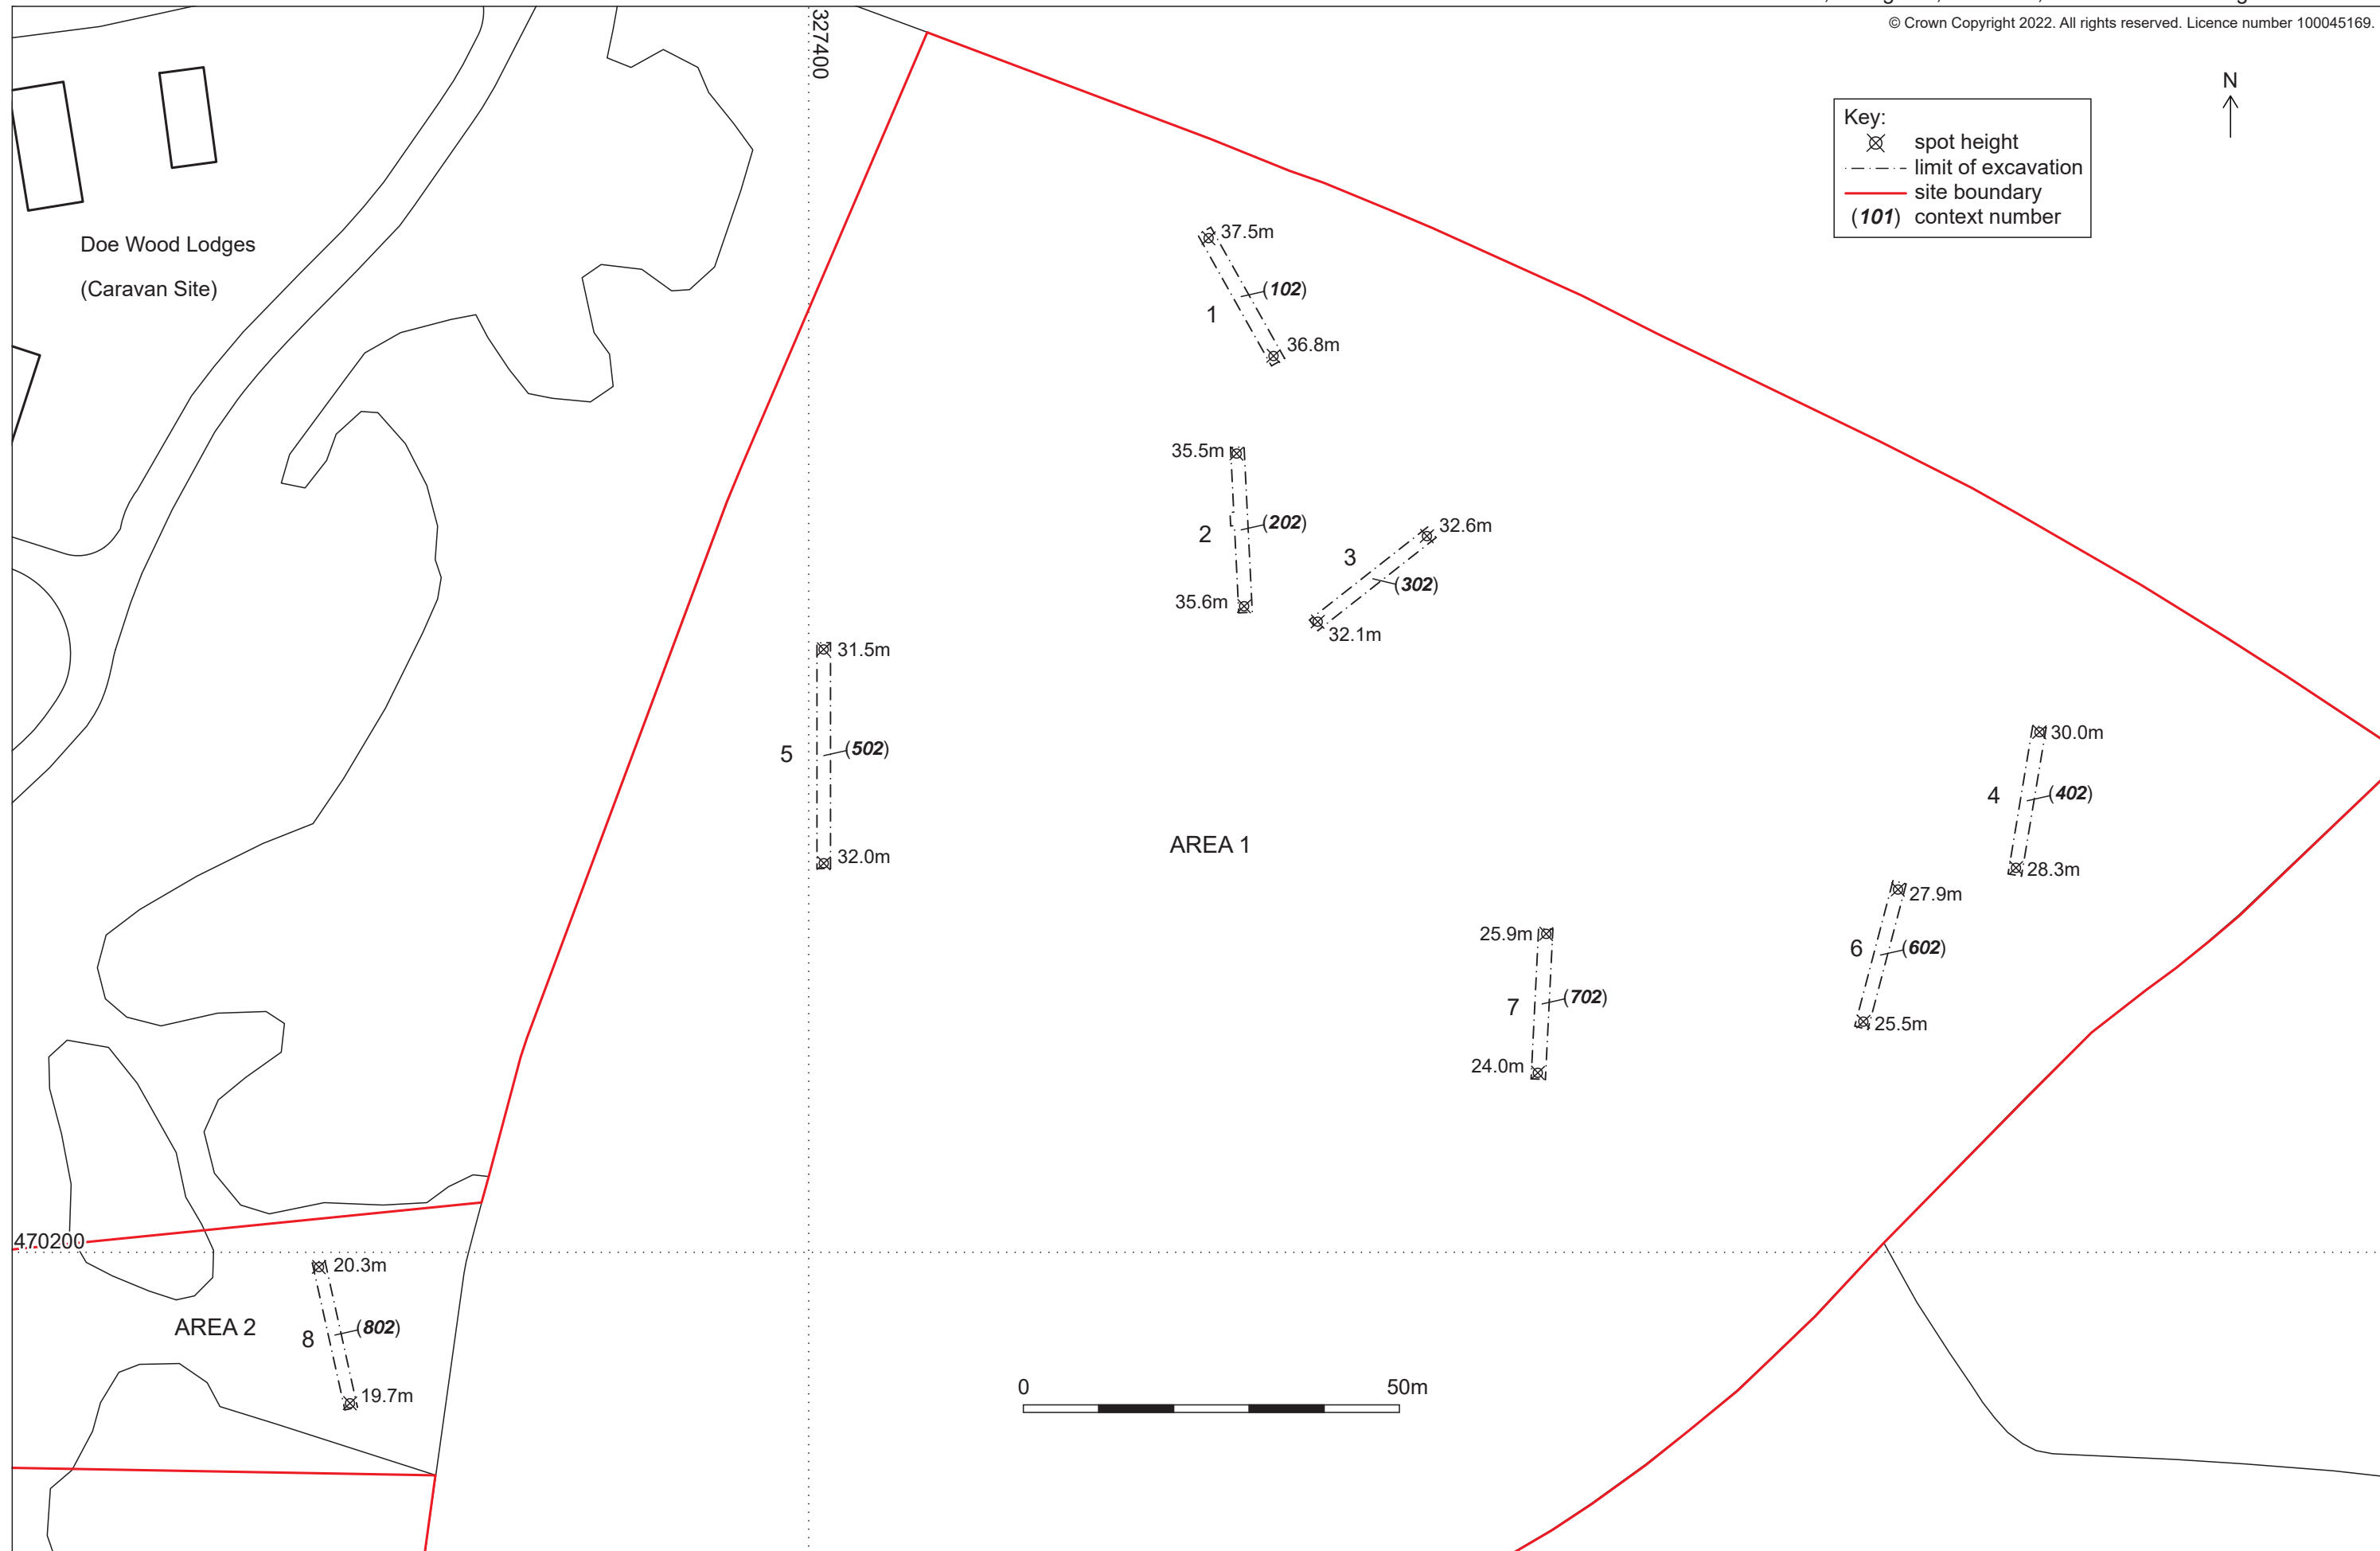 © Crown Copyright 2022. All rights reserved. Licence number 100045169.
327400
N
Key:
spot height
limit of excavation
site boundary
(101) context number
Doe Wood Lodges
(Caravan Site)
37.5m
(102)
1
36.8m
35.5m
2
(202)
35.6m
32.6m
3
(302)
32.1m
31.5m
5
(502)
32.0m
AREA 1
30.0m
4
(402)
28.3m
27.9m
6
(602)
25.5m
25.9m
7
(702)
24.0m
470200
20.3m
AREA 2
8
(802)
19.7m
0 50m